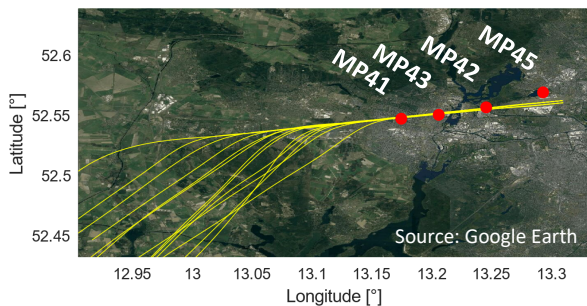 52.6
52.55
52.5
52.45
Latitude [°]
MP41
MP43
MP42
MP45
Source: Google Earth
12.95
13
13.05
13.1
13.15
13.2
13.25
13.3
Longitude [°]